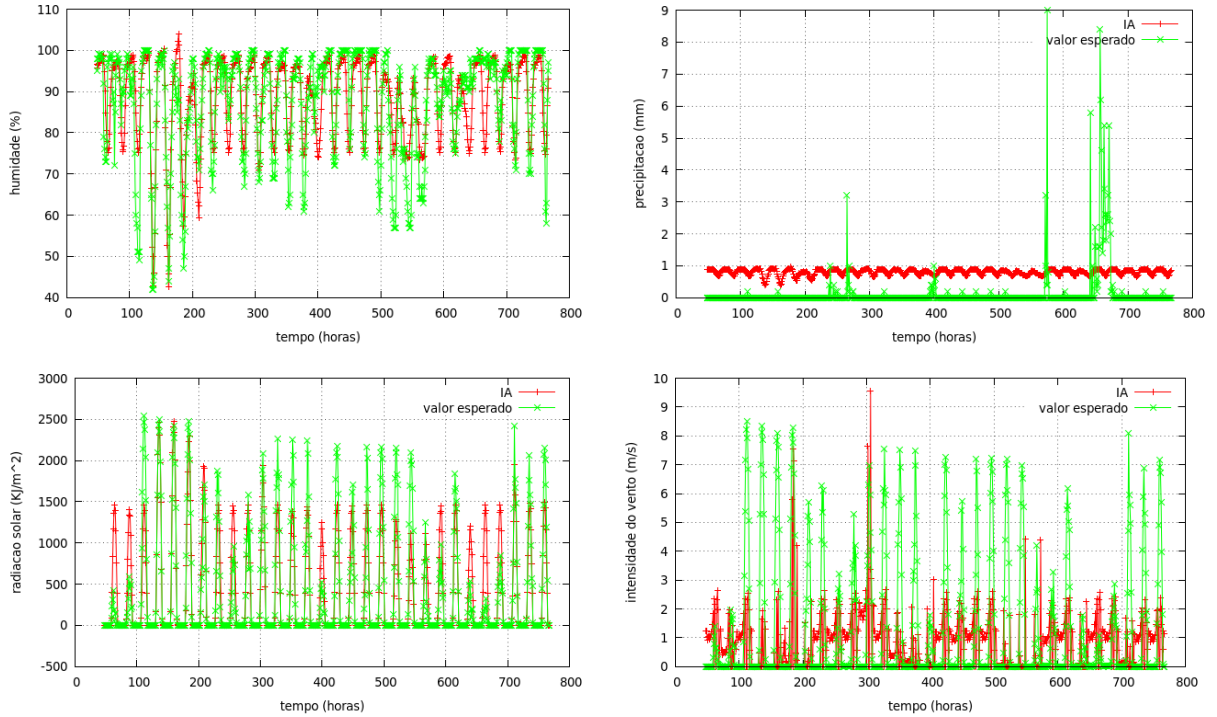 110
100
90
80
70
60
50
40
humidade (%)
0 100 200 300 400 500 600 700 800
tempo (horas)
9
8
7
6
5
4
3
2
1
0
precipitacao (mm)
IA
valor esperado
0 100 200 300 400 500 600 700 800
tempo (horas)
3000
2500
2000
1500
1000
500
0
-500
radiacao solar (KJ/m^2)
IA
valor esperado
0 100 200 300 400 500 600 700 800
tempo (horas)
10
9
8
7
6
5
4
3
2
1
0
intensidade do vento (m/s)
IA
valor esperado
0 100 200 300 400 500 600 700 800
tempo (horas)